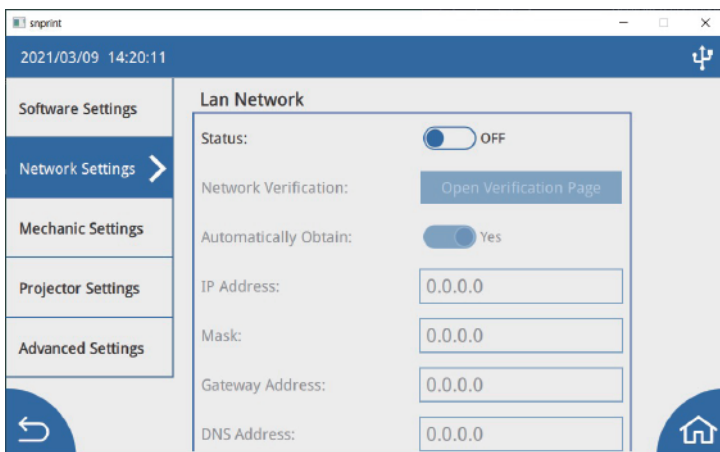 snprint
2021/03/09 14:20:11
Software Settings
Network Settings
Mechanic Settings
Projector Settings
Advanced Settings
Lan Network
Status: OFF
Network Verification: Open Verification Page
Automatically Obtain: Yes
IP Address: 0.0.0.0
Mask: 0.0.0.0
Gateway Address: 0.0.0.0
DNS Address: 0.0.0.0